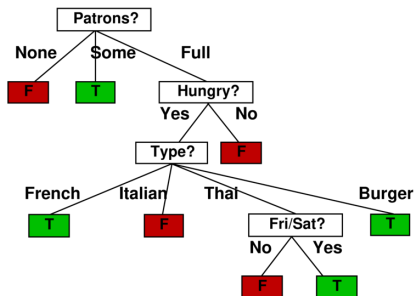 Patrons?
None Some Full
F T Hungry?
Yes No
Type? F
French Italian Thai Burger
T F Fri/Sat? T
No Yes
F T